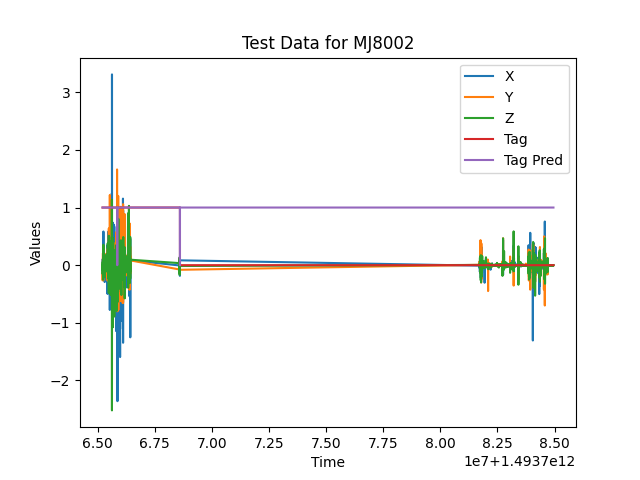 Test Data for MJ8002
X
Y
Z
Tag
Tag Pred
Values
3
2
1
0
−1
−2
6.50 6.75 7.00 7.25 7.50 7.75 8.00 8.25 8.50
1e7+1.4937e12
Time